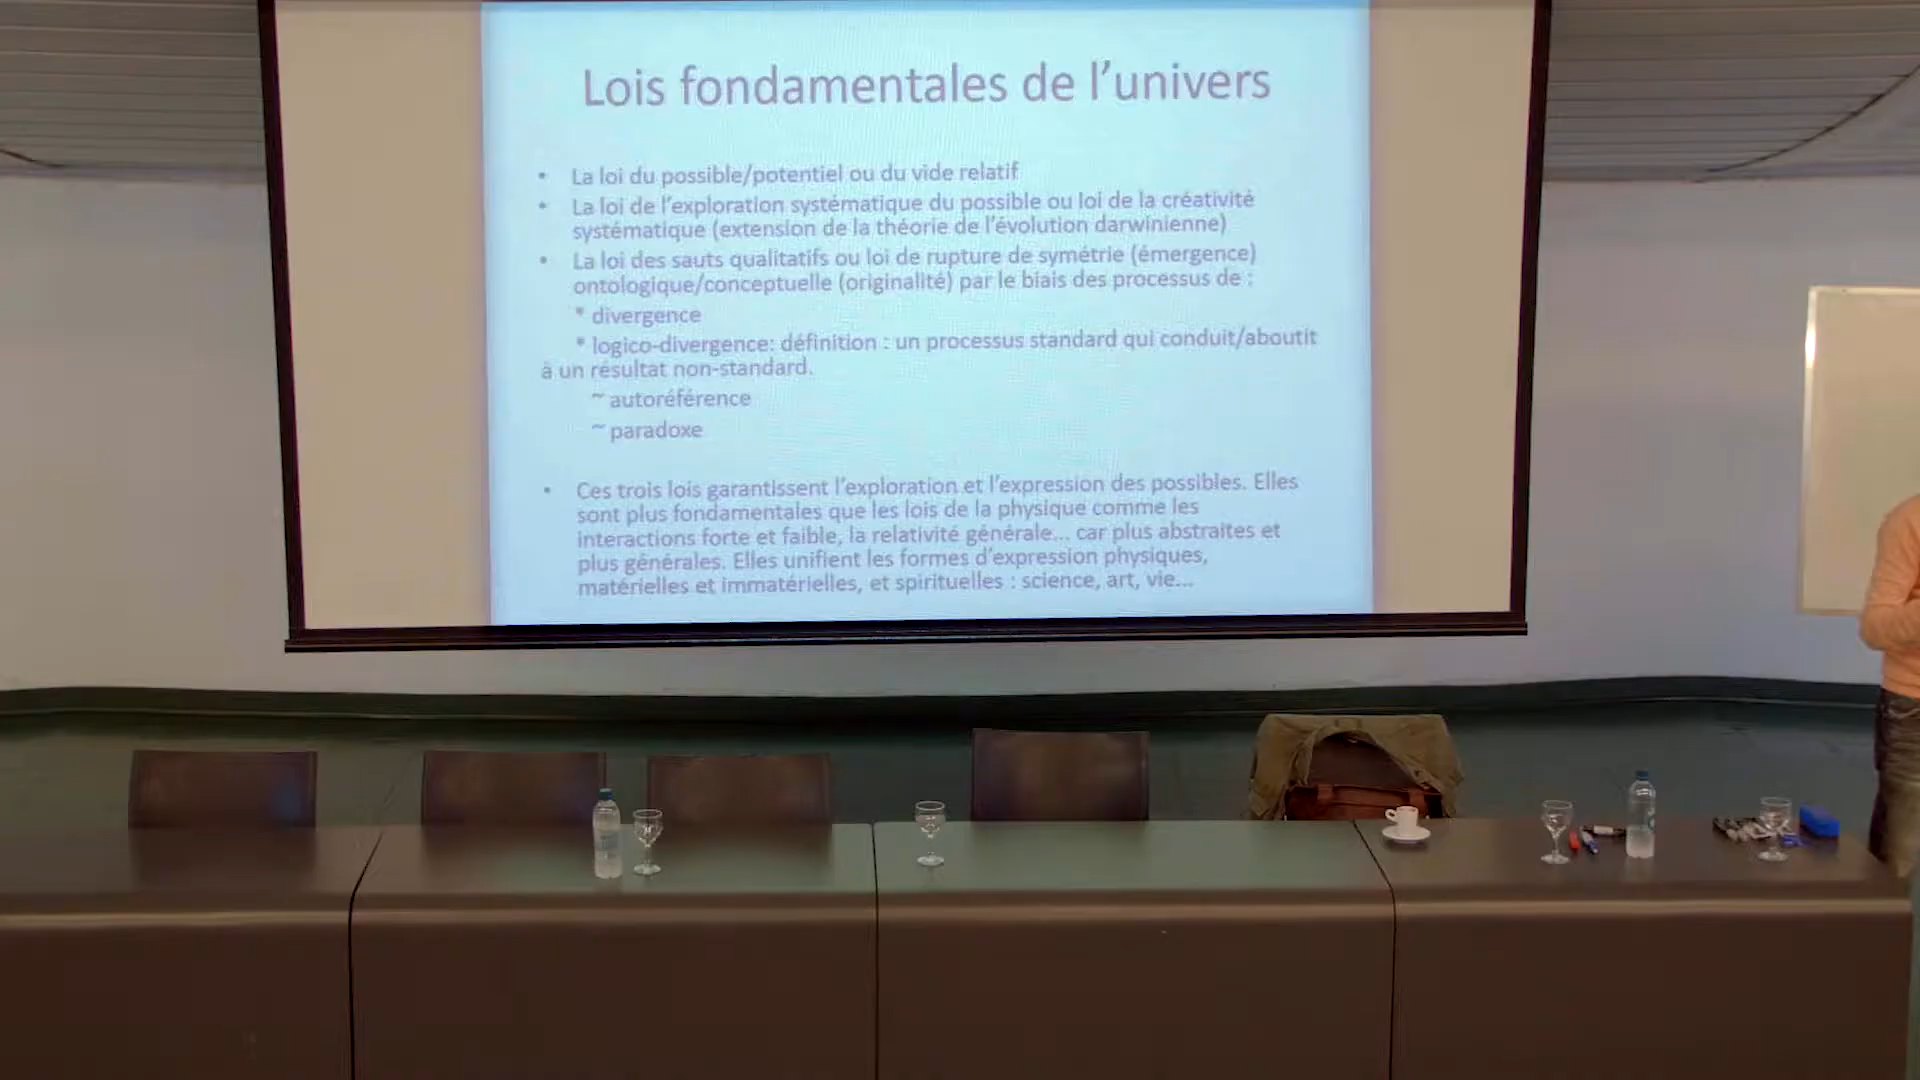 Lois fondamentales de l’univers
• La loi du possible/potentiel ou du vide relatif
• La loi de l’exploration systématique du possible ou loi de la créativité
systématique (extension de la théorie de l’évolution darwinienne)
• La loi des sauts qualitatifs ou loi de rupture de symétrie (émergence)
ontologique/conceptuelle (originalité) par le biais des processus de :
* divergence
* logico-divergence: définition : un processus standard qui conduit/aboutit
à un résultat non-standard.
~ autoréférence
~ paradoxe
• Ces trois lois garantissent l’exploration et l’expression des possibles. Elles
sont plus fondamentales que les lois de la physique comme les
interactions forte et faible, la relativité générale... car plus abstraites et
plus générales. Elles unifient les formes d’expression physiques,
matérielles et immatérielles, et spirituelles : science, art, vie...